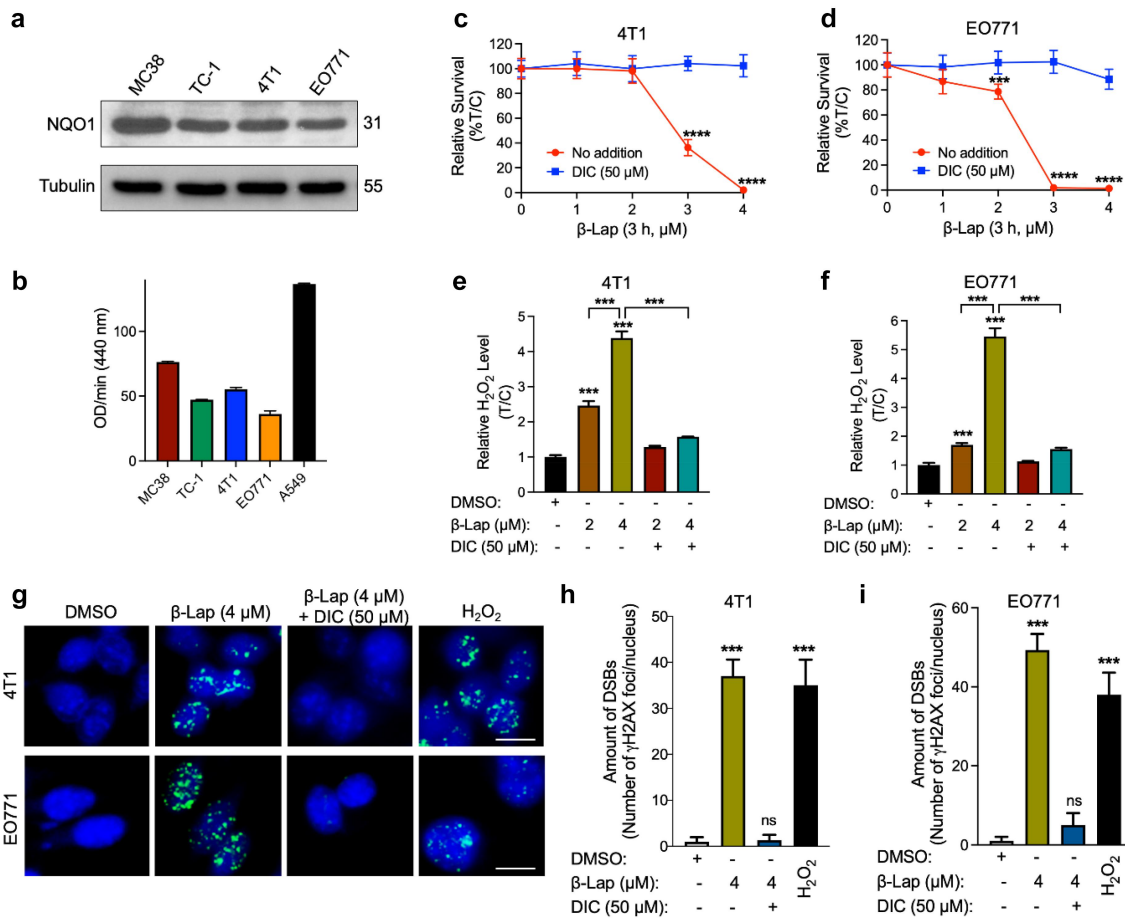 a
MC38
TC-1
4T1
EO771
NQO1
31
Tubulin
55
b
OD/min (440 nm)
100
50
0
MC38
TC-1
4T1
EO771
A549
c
4T1
Relative Survival
(%T/C)
120
100
80
60
40
20
0
****
****
No addition
DIC (50 μM)
0 1 2 3 4
β-Lap (3 h, μM)
d
EO771
Relative Survival
(%T/C)
120
100
80
60
40
20
0
***
****
****
No addition
DIC (50 μM)
0 1 2 3 4
β-Lap (3 h, μM)
e
4T1
Relative H₂O₂ Level
(T/C)
5
4
3
2
1
0
*** ***
***
***
DMSO: + - - - -
β-Lap (μM): - 2 4 2 4
DIC (50 μM): - - - + +
f
EO771
Relative H₂O₂ Level
(T/C)
6
5
4
3
2
1
0
*** ***
***
***
DMSO: + - - - -
β-Lap (μM): - 2 4 2 4
DIC (50 μM): - - - + +
g
DMSO
β-Lap (4 μM)
β-Lap (4 μM)
+ DIC (50 μM)
H₂O₂
4T1
EO771
h
4T1
Amount of DSBs
(Number of γH2AX foci/nucleus)
50
40
30
20
10
0
*** ns ***
DMSO: + - -
β-Lap (μM): - 4 4
DIC (50 μM): - - +
H₂O₂
i
EO771
Amount of DSBs
(Number of γH2AX foci/nucleus)
60
40
20
0
*** ns ***
DMSO: + - -
β-Lap (μM): - 4 4
DIC (50 μM): - - +
H₂O₂